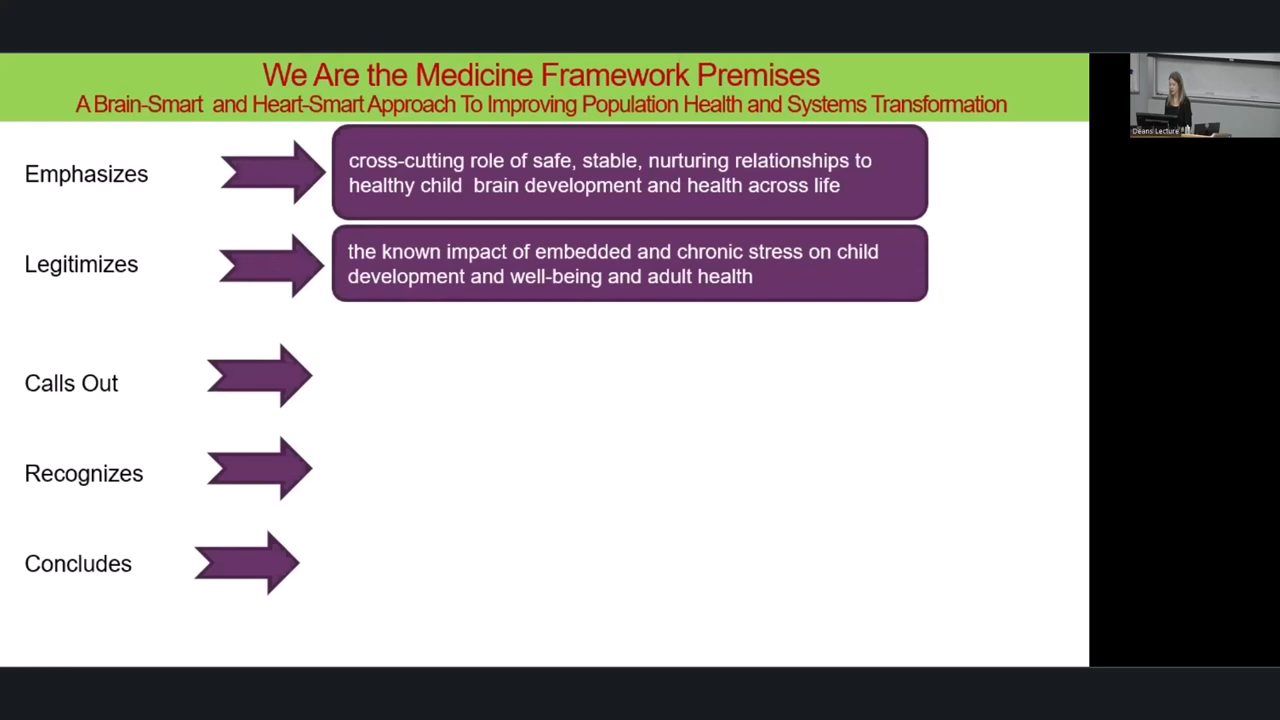 We Are the Medicine Framework Premises
A Brain-Smart and Heart-Smart Approach To Improving Population Health and Systems Transformation
Emphasizes
cross-cutting role of safe, stable, nurturing relationships to
healthy child brain development and health across life
Legitimizes
the known impact of embedded and chronic stress on child
development and well-being and adult health
Calls Out
Recognizes
Concludes
Deans Lecture